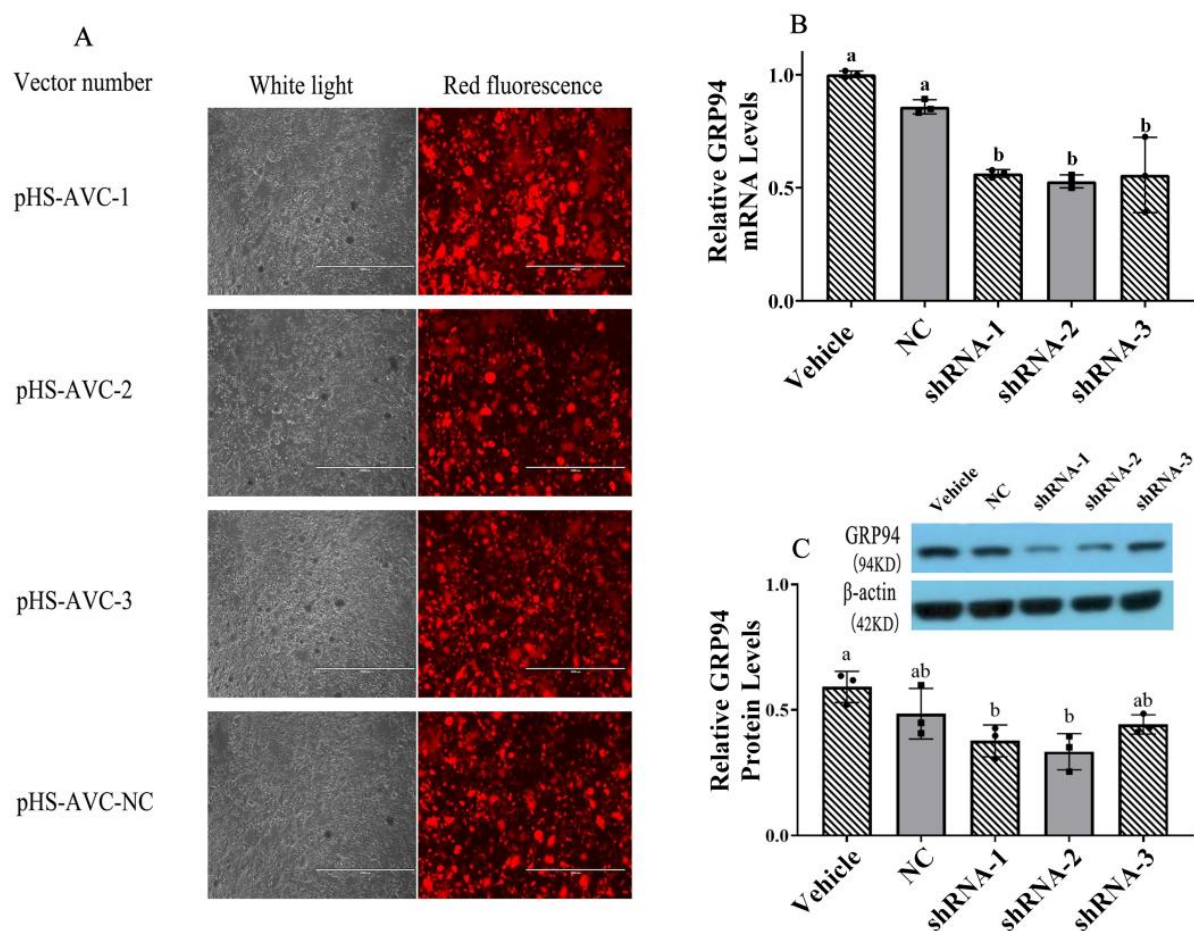 A
Vector number
White light
Red fluorescence
pHS-AVC-1
pHS-AVC-2
pHS-AVC-3
pHS-AVC-NC
B
Relative GRP94
mRNA Levels
1.0
0.5
0.0
a
a
b
b
b
Vehicle
NC
shRNA-1
shRNA-2
shRNA-3
C
Vehicle
NC
shRNA-1
shRNA-2
shRNA-3
GRP94
(94KD)
β-actin
(42KD)
Relative GRP94
Protein Levels
1.0
0.5
0.0
a
ab
b
b
ab
Vehicle
NC
shRNA-1
shRNA-2
shRNA-3